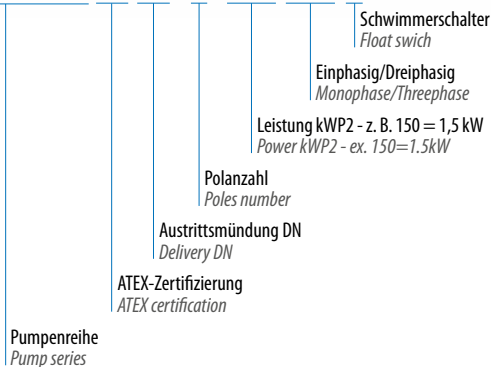 Schwimmerschalter
Float swich
Einphasig/Dreiphasig
Monophase/Threephase
Leistung kWP2 - z. B. 150 = 1,5 kW
Power kWP2 - ex. 150=1.5kW
Polanzahl
Poles number
Austrittsmündung DN
Delivery DN
ATEX-Zertifizierung
ATEX certification
Pumpenreihe
Pump series